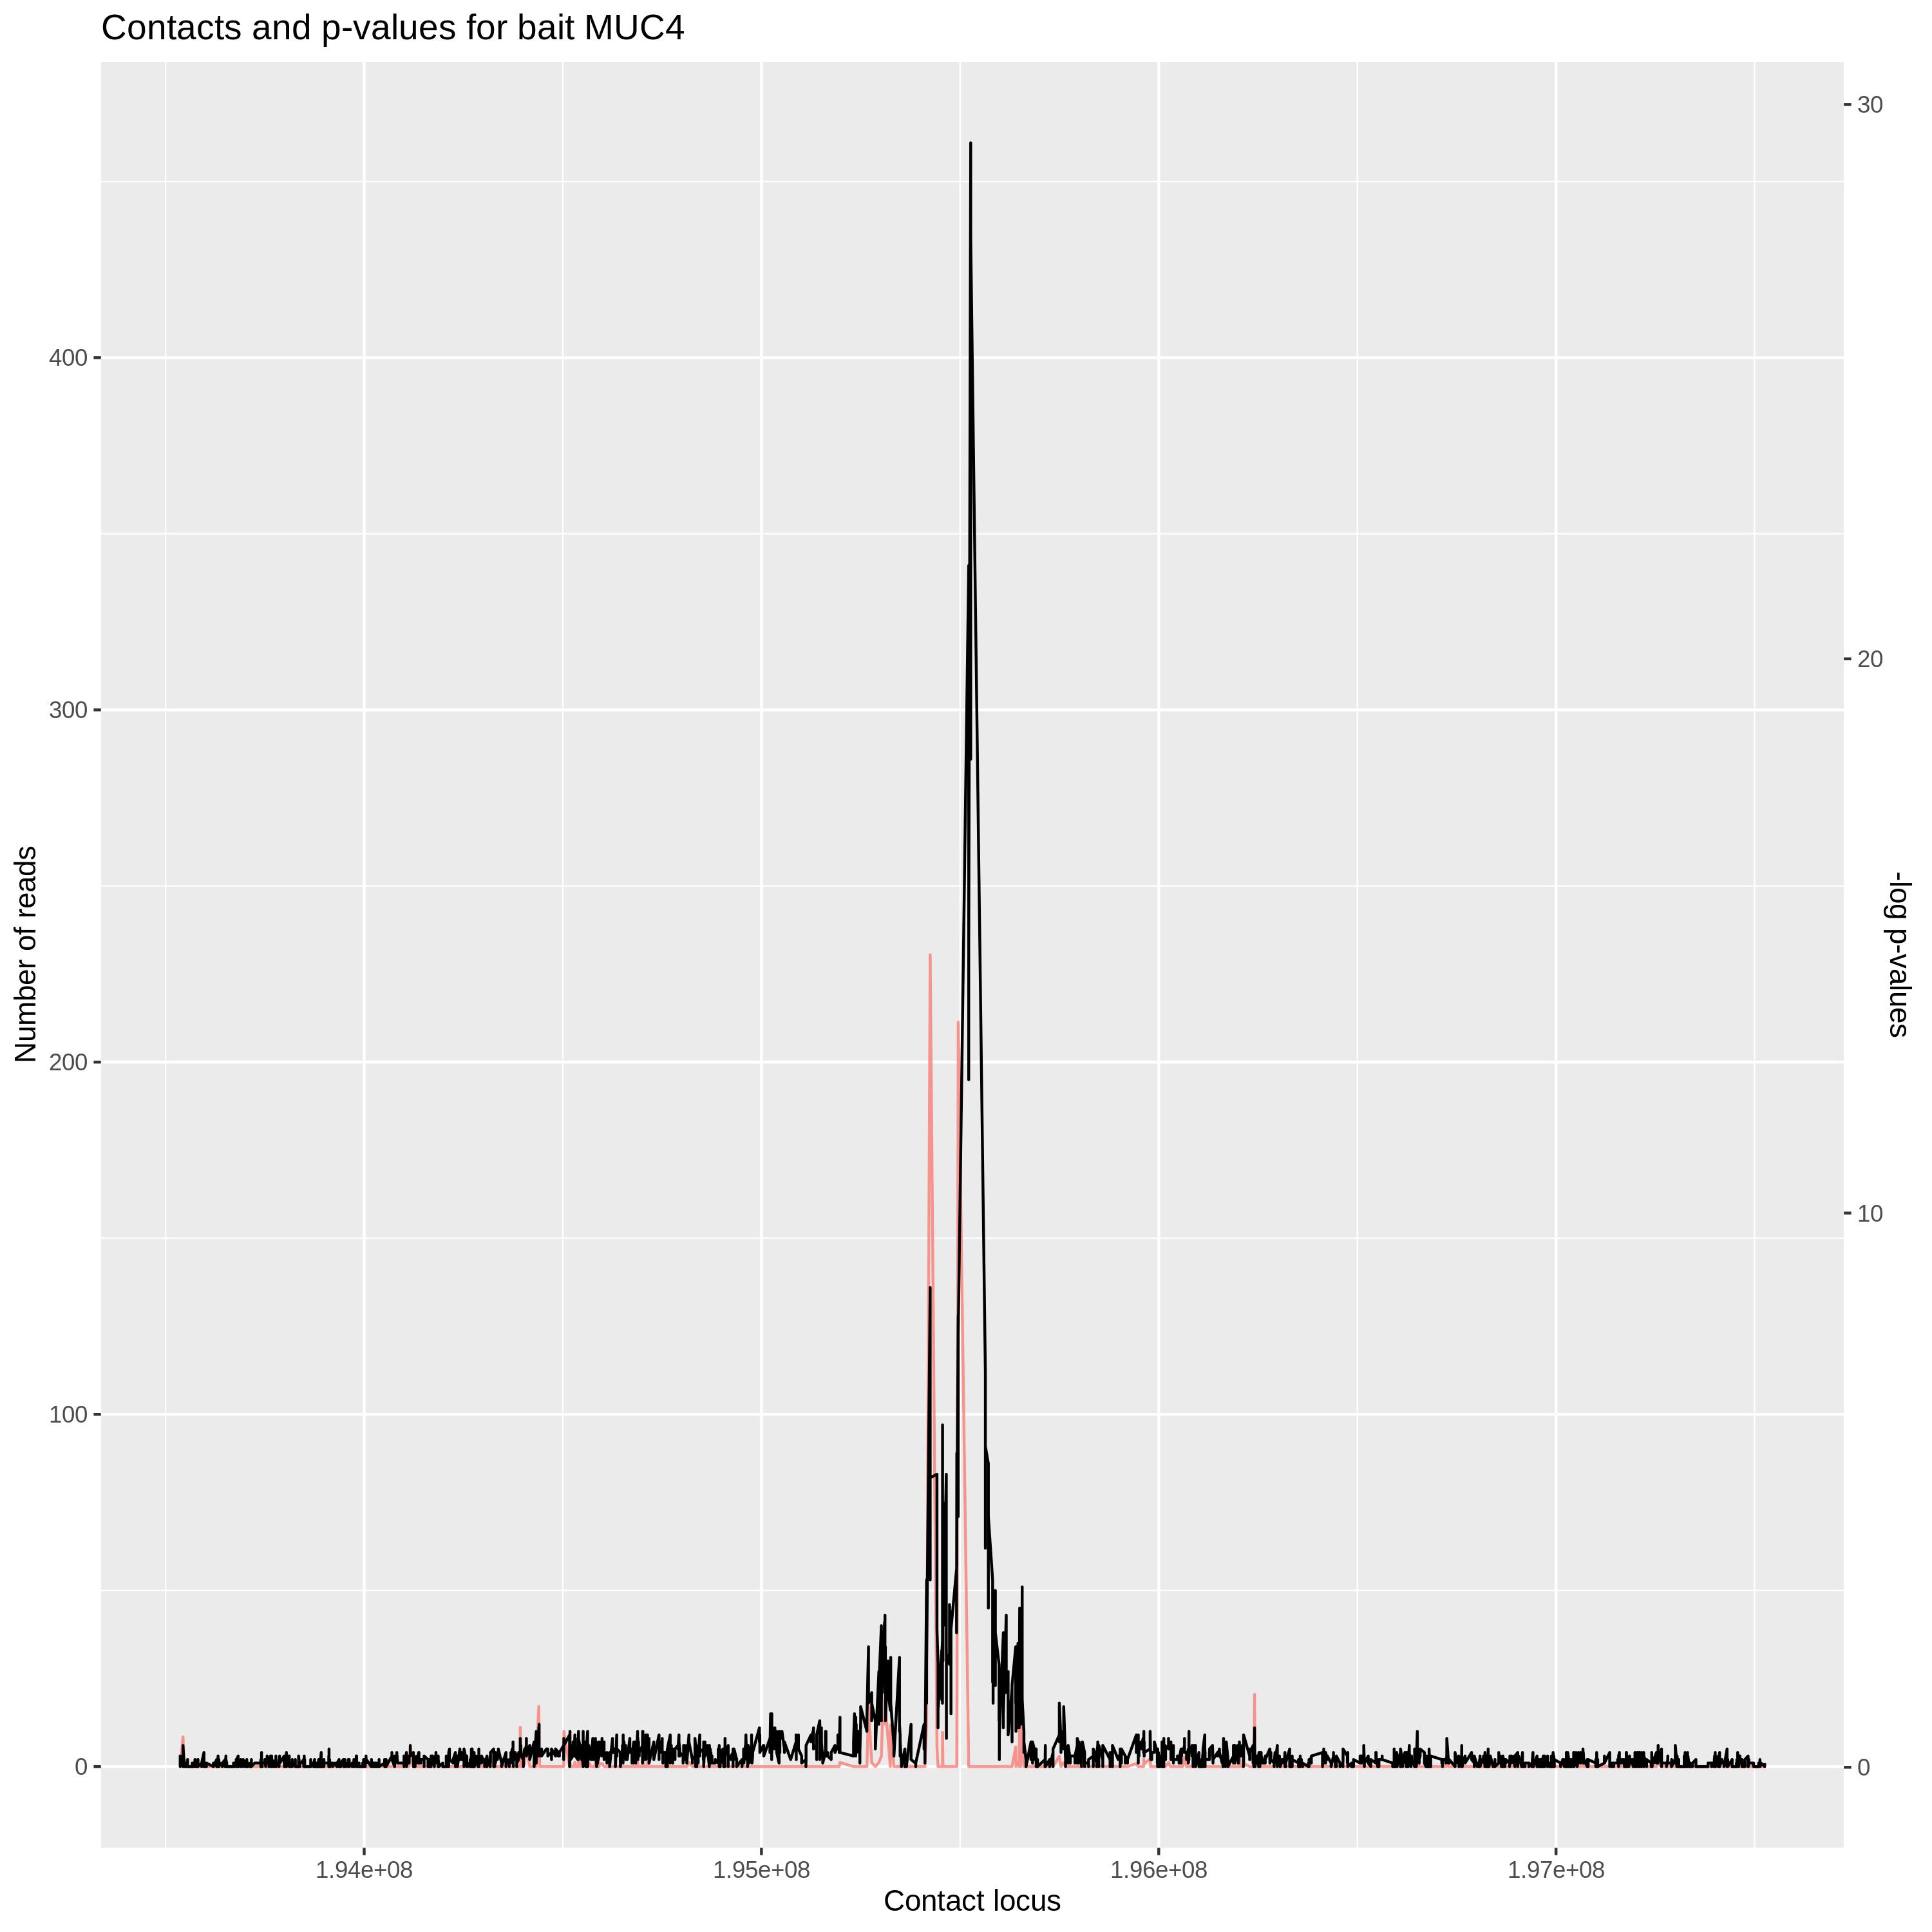 Contacts and p-values for bait MUC4
30
400
20
300
Number of reads
-log p-values
200
10
100
0
0
1.94e+08
1.95e+08
1.96e+08
1.97e+08
Contact locus